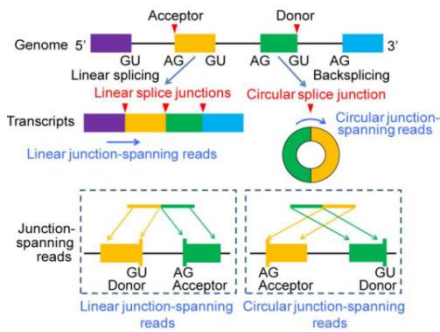 Acceptor Donor
Genome 5’ 3’
GU AG GU AG GU AG
Linear splicing Backsplicing
Linear splice junctions Circular splice junction
Transcripts
Circular junction-
spanning reads
Linear junction-spanning reads
Junction-
spanning
reads
GU AG AG GU
Donor Acceptor Acceptor Donor
Linear junction-spanning Circular junction-spanning
reads reads